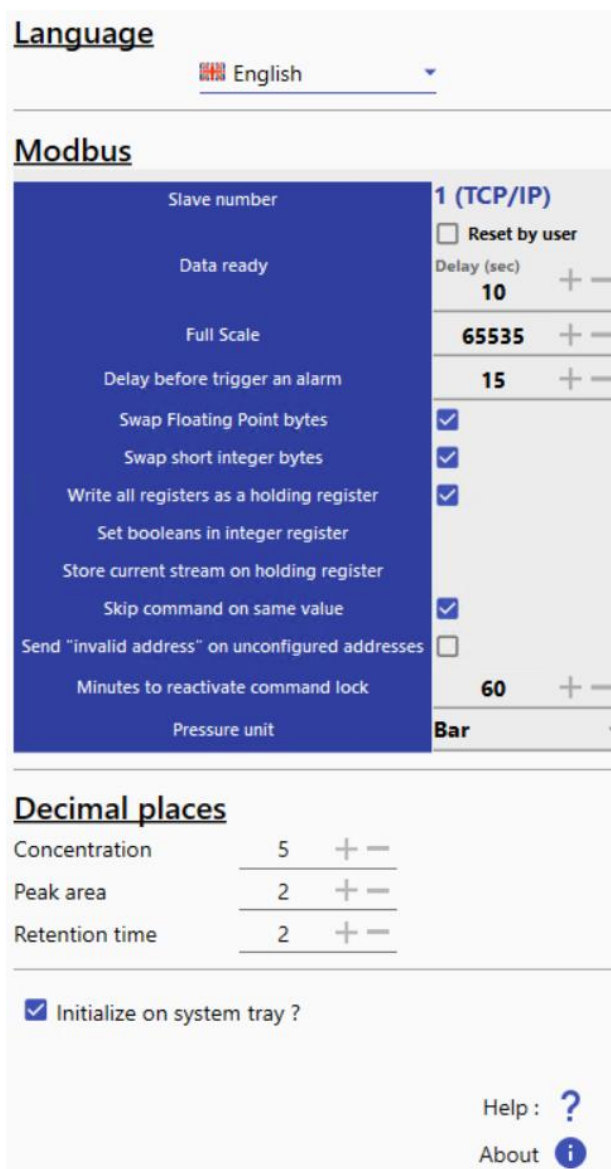 Language
English
Modbus
Slave number 1 (TCP/IP)
Reset by user
Data ready Delay (sec)
10
Full Scale 65535
Delay before trigger an alarm 15
Swap Floating Point bytes
Swap short integer bytes
Write all registers as a holding register
Set booleans in integer register
Store current stream on holding register
Skip command on same value
Send "invalid address" on unconfigured addresses
Minutes to reactivate command lock 60
Pressure unit Bar
Decimal places
Concentration 5
Peak area 2
Retention time 2
Initialize on system tray ?
Help : ?
About i